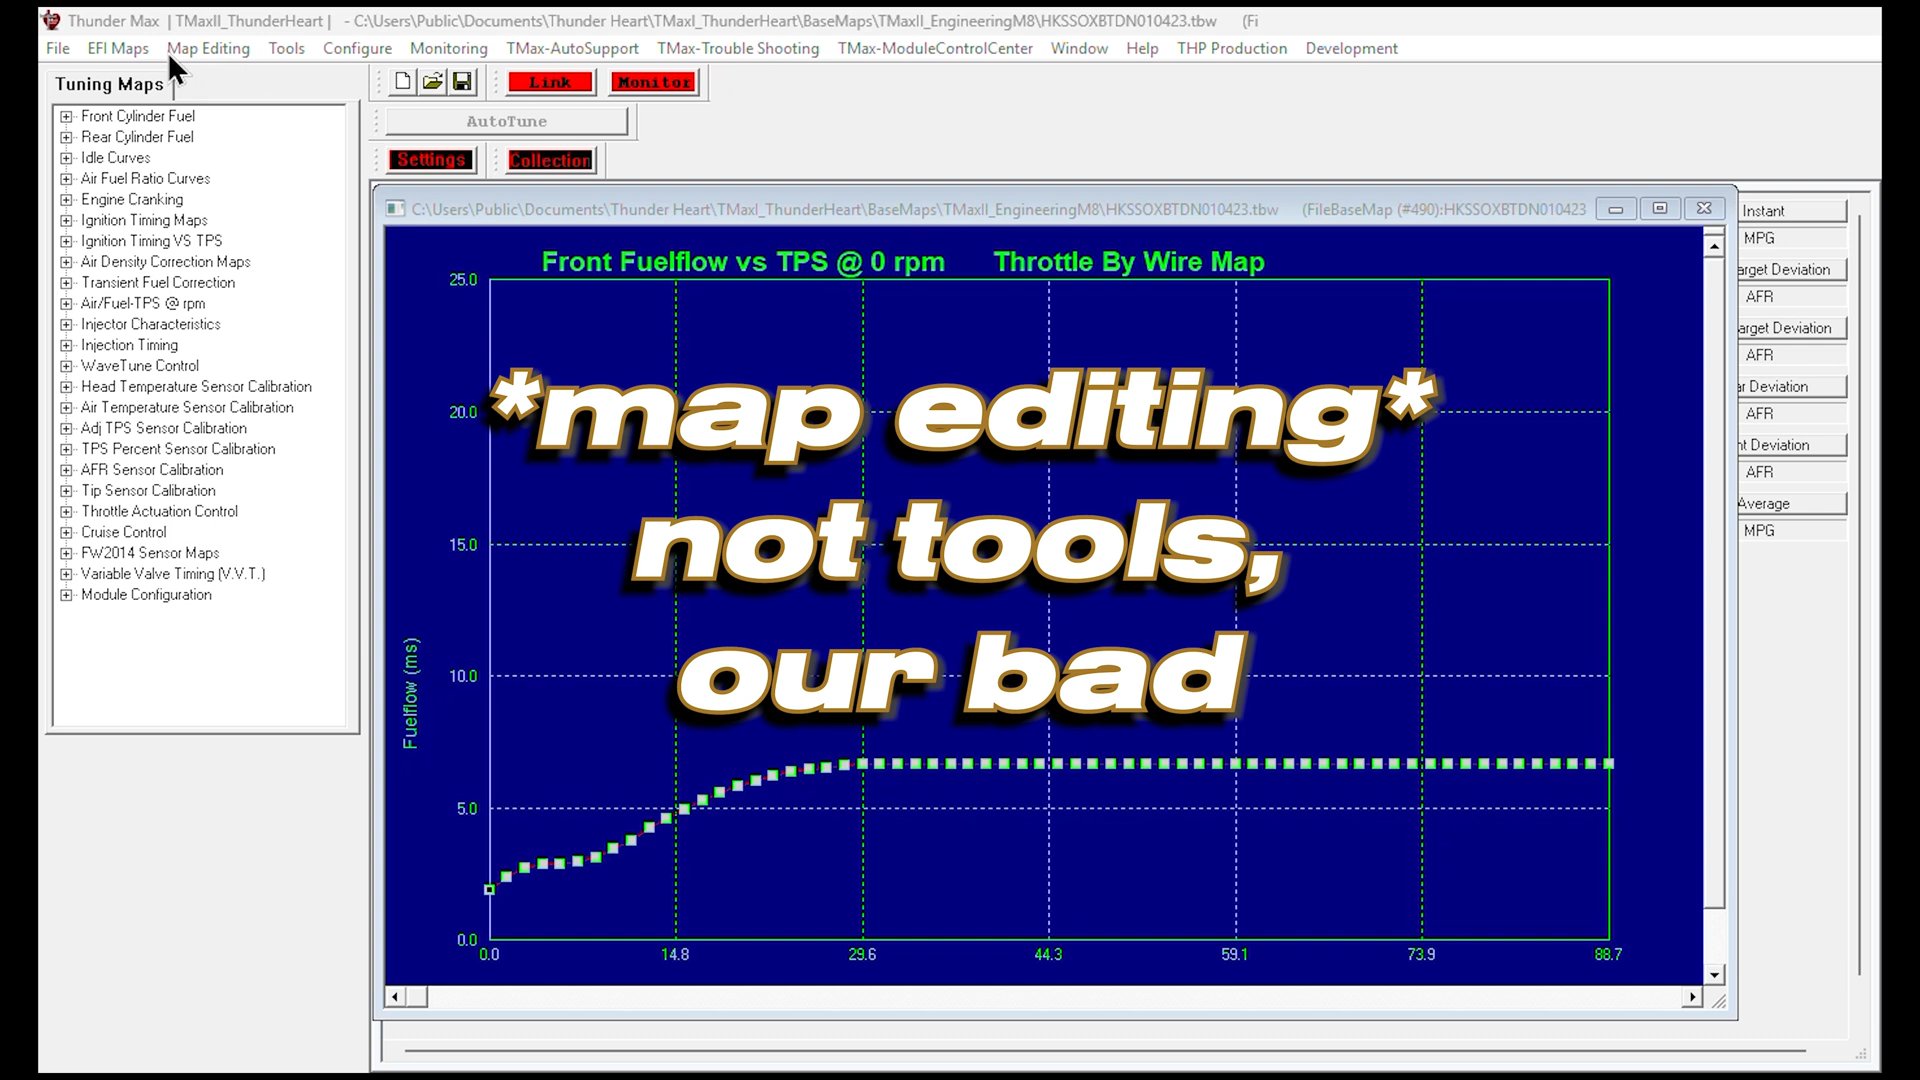 Thunder Max | TMaxII_ThunderHeart | - C:\Users\Public\Documents\Thunder Heart\TMaxI_ThunderHeart\BaseMaps\TMaxII_EngineeringM8\HKSSOXBTDN010423.tbw (Fi
File EFI Maps Map Editing Tools Configure Monitoring TMax-AutoSupport TMax-Trouble Shooting TMax-ModuleControlCenter Window Help THP Production Development
Tuning Maps
Front Cylinder Fuel
Rear Cylinder Fuel
Idle Curves
Air Fuel Ratio Curves
Engine Cranking
Ignition Timing Maps
Ignition Timing VS TPS
Air Density Correction Maps
Transient Fuel Correction
Air/Fuel-TPS @ rpm
Injector Characteristics
Injection Timing
WaveTune Control
Head Temperature Sensor Calibration
Air Temperature Sensor Calibration
Adj TPS Sensor Calibration
TPS Percent Sensor Calibration
AFR Sensor Calibration
Tip Sensor Calibration
Throttle Actuation Control
Cruise Control
FW2014 Sensor Maps
Variable Valve Timing (V.V.T.)
Module Configuration
Link Monitor
AutoTune
Settings Collection
C:\Users\Public\Documents\Thunder Heart\TMaxI_ThunderHeart\BaseMaps\TMaxII_EngineeringM8\HKSSOXBTDN010423.tbw (FileBaseMap (#490):HKSSOXBTDN010423
Front Fuelflow vs TPS @ 0 rpm Throttle By Wire Map
25.0
20.0
15.0
10.0
5.0
0.0
Fuelflow (ms)
0.0 14.8 29.6 44.3 59.1 73.9 88.7
*map editing*
not tools,
our bad
Instant
MPG
arget Deviation
AFR
arget Deviation
AFR
ar Deviation
AFR
nt Deviation
AFR
Average
MPG